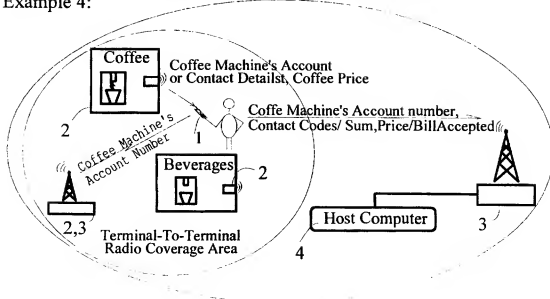 Example 4:
Coffee
Coffee Machine's Account
or Contact Detailst, Coffee Price
2
1
Coffe Machine's Account number,
Contact Codes/ Sum,Price/BillAccepted
Coffee Machine's
Account Number
Beverages
2
2,3
Terminal-To-Terminal
Radio Coverage Area
Host Computer
4
3